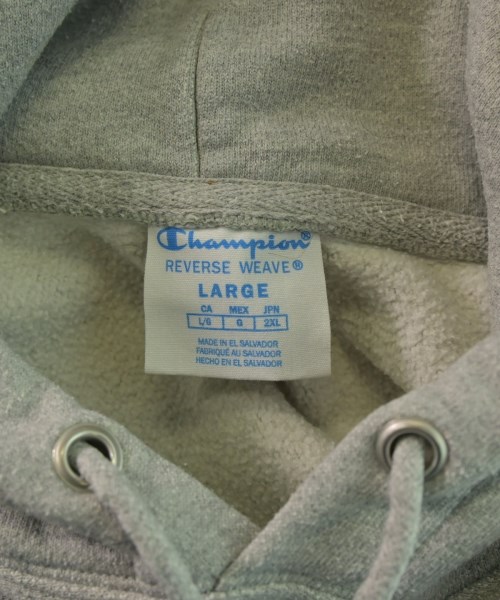 Champion®
REVERSE WEAVE®
LARGE
CA MEX JPN
L/G G 2XL
MADE IN EL SALVADOR
FABRIQUÉ AU SALVADOR
HECHO EN EL SALVADOR